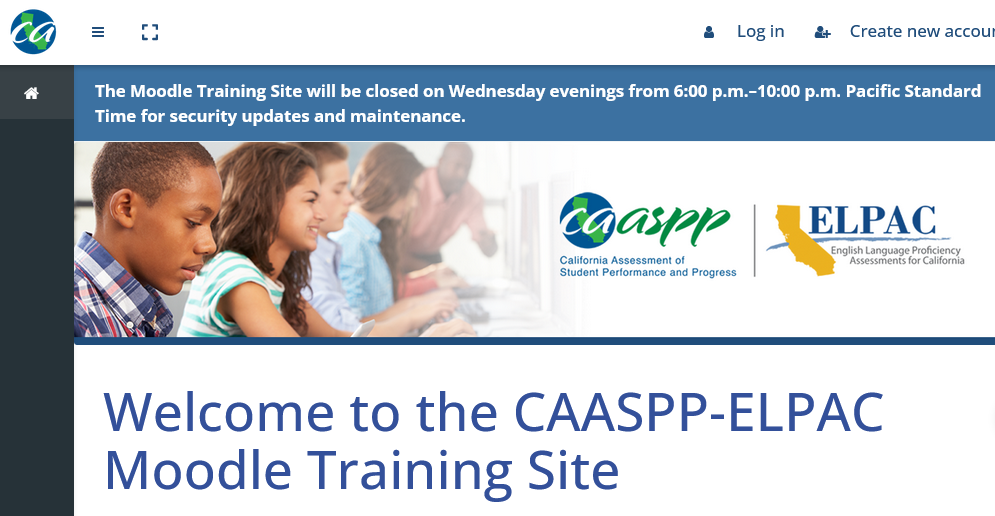 ca
Log in
Create new accour
The Moodle Training Site will be closed on Wednesday evenings from 6:00 p.m.–10:00 p.m. Pacific Standard
Time for security updates and maintenance.
caaspp
California Assessment of
Student Performance and Progress
ELPAC
English Language Proficiency
Assessments for California
Welcome to the CAASPP-ELPAC
Moodle Training Site